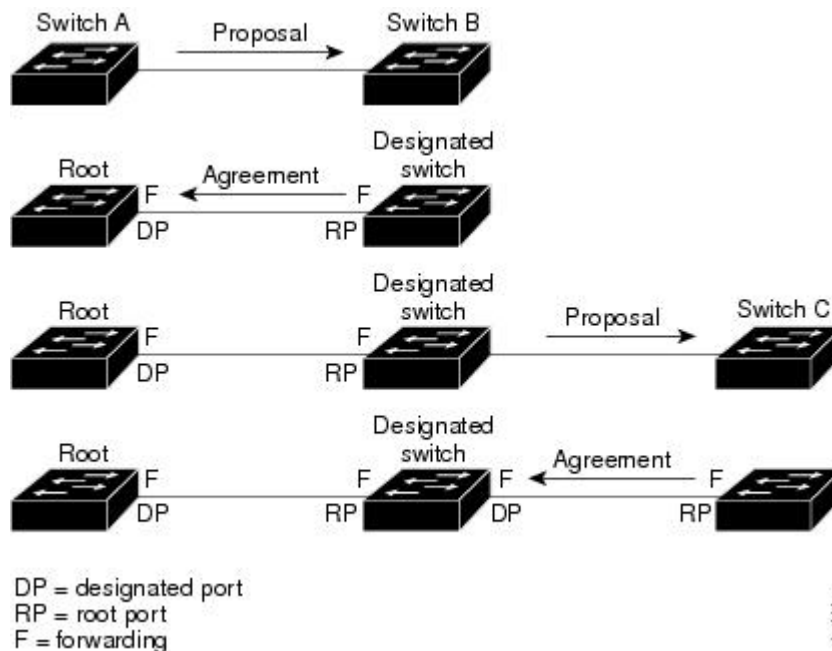 Switch A
Proposal
Switch B
Root
F
Agreement
F
Designated
switch
DP
RP
Root
F
Designated
switch
F
Proposal
Switch C
DP
RP
Root
F
Designated
switch
F
F
Agreement
F
DP
RP
DP
RP
DP = designated port
RP = root port
F = forwarding